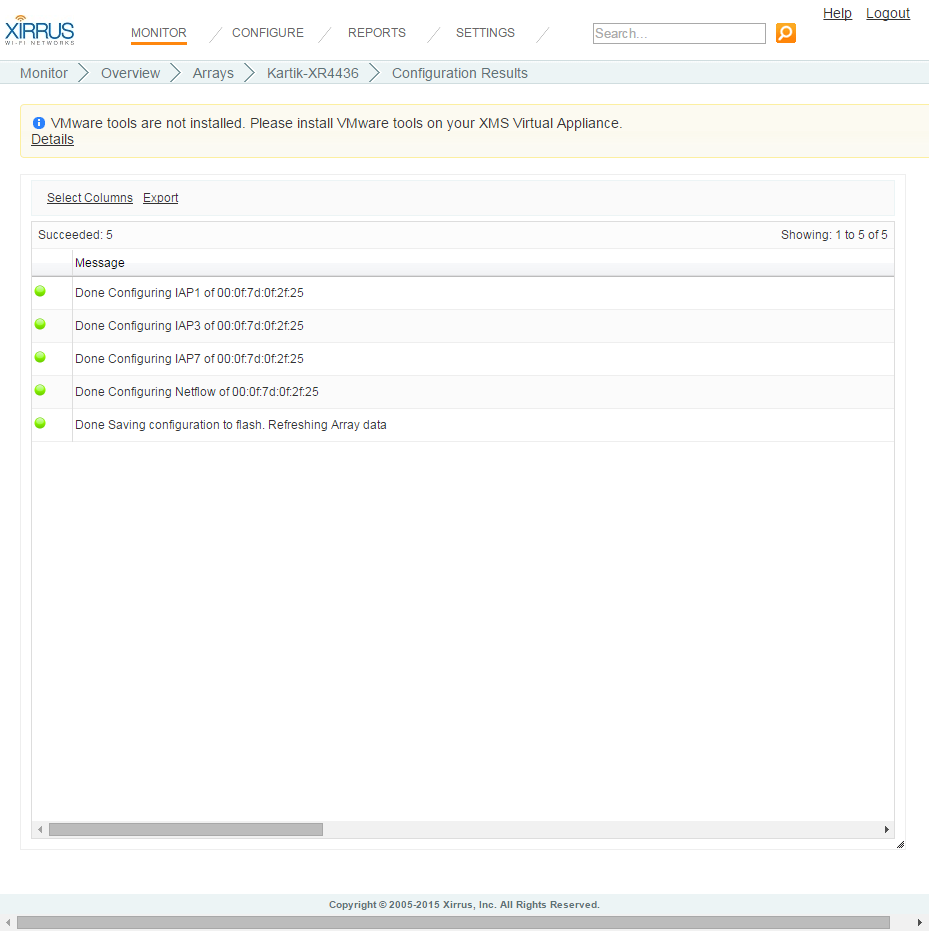 Help Logout
XIRRUS
WI-FI NETWORKS
MONITOR CONFIGURE REPORTS SETTINGS Search...
Monitor Overview Arrays Kartik-XR4436 Configuration Results
VMware tools are not installed. Please install VMware tools on your XMS Virtual Appliance.
Details
Select Columns Export
Succeeded: 5 Showing: 1 to 5 of 5
Message
Done Configuring IAP1 of 00:0f:7d:0f:2f:25
Done Configuring IAP3 of 00:0f:7d:0f:2f:25
Done Configuring IAP7 of 00:0f:7d:0f:2f:25
Done Configuring Netflow of 00:0f:7d:0f:2f:25
Done Saving configuration to flash. Refreshing Array data
Copyright © 2005-2015 Xirrus, Inc. All Rights Reserved.